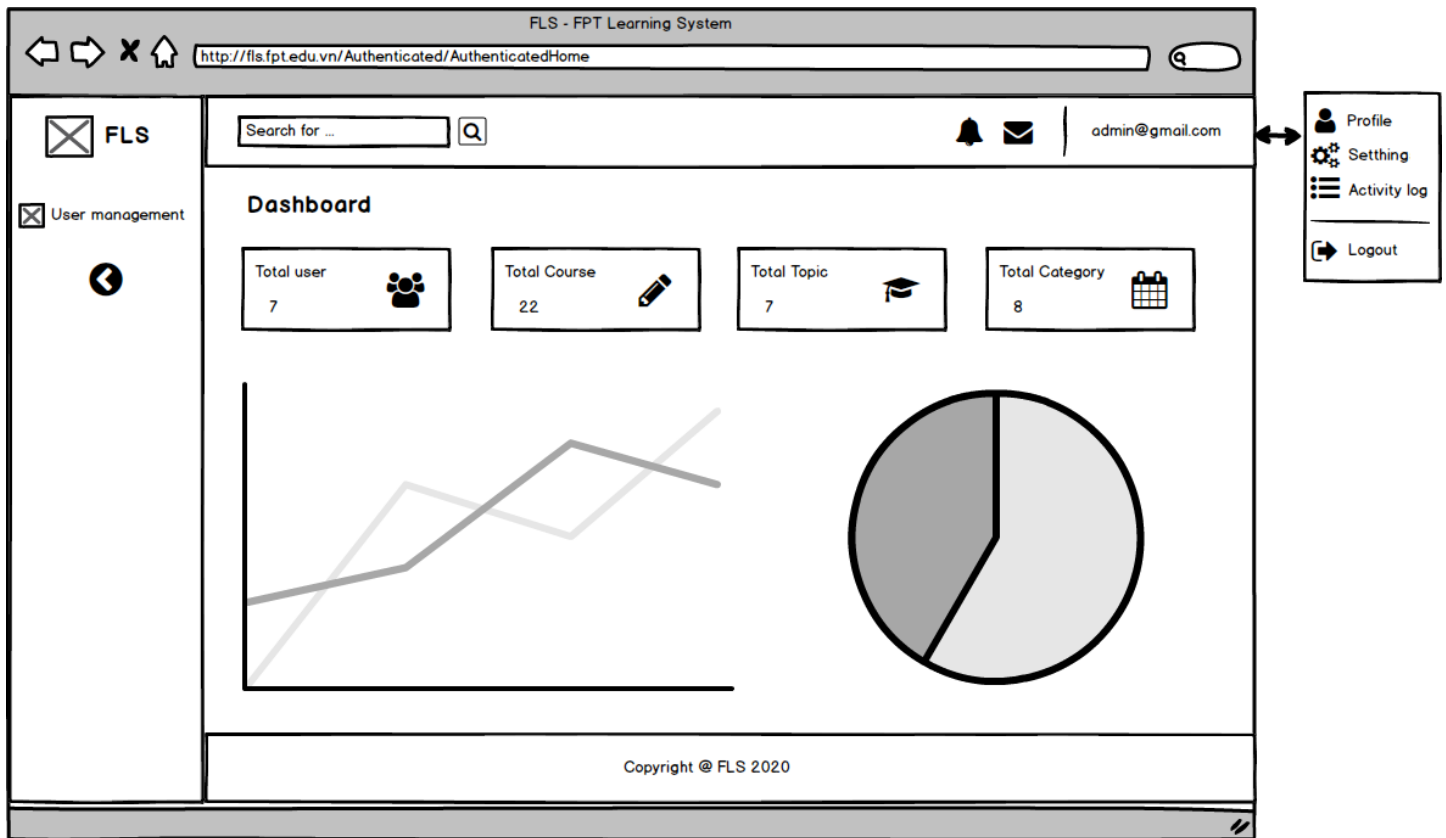 FLS - FPT Learning System
http://fls.fpt.edu.vn/Authenticated/AuthenticatedHome
FLS
Search for ...
admin@gmail.com
Profile
Setthing
Activity log
Logout
User management
Dashboard
Total user
7
Total Course
22
Total Topic
7
Total Category
8
Copyright @ FLS 2020